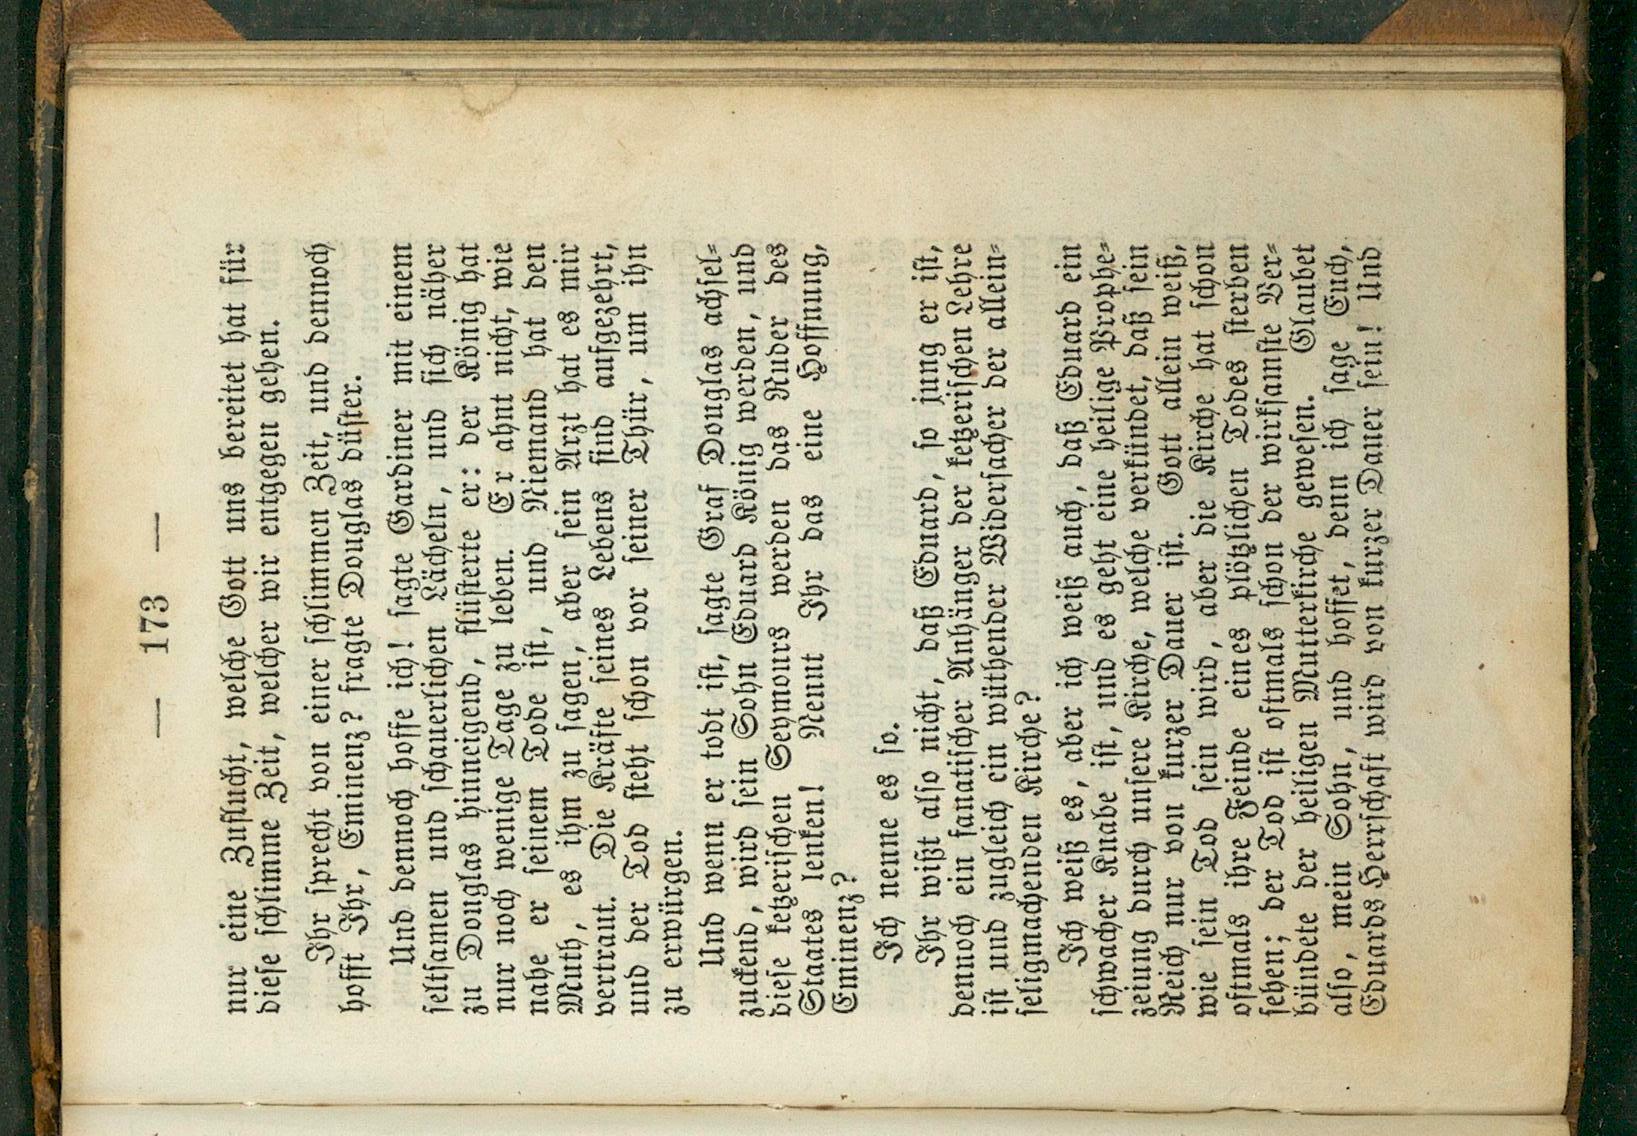 — 173 —
nur eine Zuflucht, welche Gott uns bereitet hat für
diese schlimme Zeit, welcher wir entgegen gehen.
Ihr sprecht von einer schlimmen Zeit, und dennoch
hofft Ihr, Eminenz? fragte Douglas düster.
Und dennoch hoffe ich! sagte Gardiner mit einem
seltsamen und schauerlichen Lächeln, und sich näher
zu Douglas hinneigend, flüsterte er: der König hat
nur noch wenige Tage zu leben. Er ahnt nicht, wie
nahe er seinem Tode ist, und Niemand hat den
Muth, es ihm zu sagen, aber sein Arzt hat es mir
vertraut. Die Kräfte seines Lebens sind aufgezehrt,
und der Tod steht schon vor seiner Thür, um ihn
zu erwürgen.
Und wenn er todt ist, sagte Graf Douglas achsel-
zuckend, wird sein Sohn Eduard König werden, und
diese ketzerischen Seymours werden das Ruder des
Staates lenken! Nennt Ihr das eine Hoffnung,
Eminenz?
Ich nenne es so.
Ihr wißt also nicht, daß Eduard, so jung er ist,
dennoch ein fanatischer Anhänger der ketzerischen Lehre
ist und zugleich ein wüthender Widersacher der allein-
seligmachenden Kirche?
Ich weiß es, aber ich weiß auch, daß Eduard ein
schwacher Knabe ist, und es geht eine heilige Prophe-
zeiung durch unsere Kirche, welche verkündet, daß sein
Reich nur von kurzer Dauer ist. Gott allein weiß,
wie sein Tod sein wird, aber die Kirche hat schon
oftmals ihre Feinde eines plötzlichen Todes sterben
sehen; der Tod ist oftmals schon der wirksamste Ver-
bündete der heiligen Mutterkirche gewesen. Glaubet
also, mein Sohn, und hoffet, denn ich sage Euch,
Eduards Herrschaft wird von kurzer Dauer sein! Und